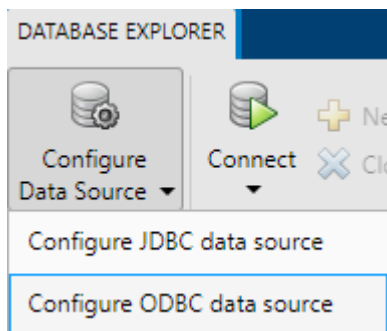 DATABASE EXPLORER
Configure
Data Source
Connect
Configure JDBC data source
Configure ODBC data source